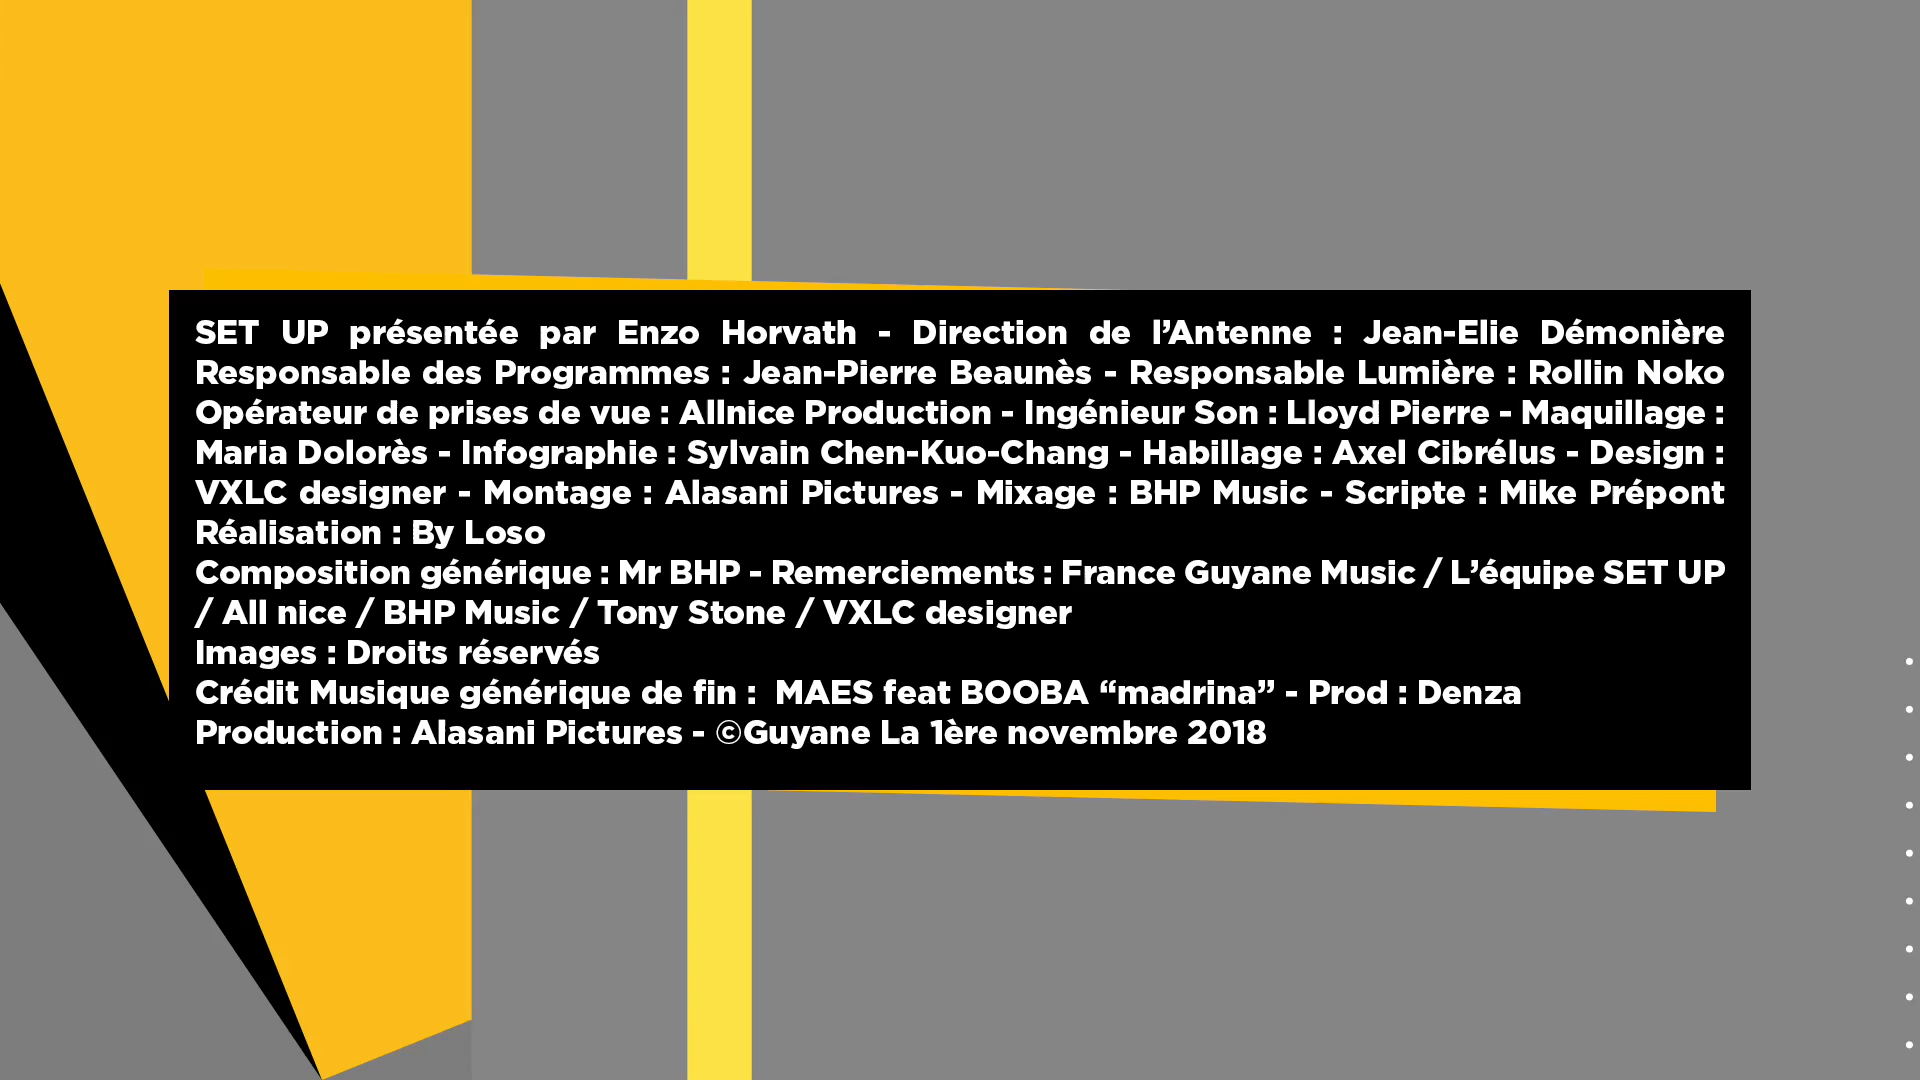 SET UP présentée par Enzo Horvath - Direction de l’Antenne : Jean-Elie Démonière
Responsable des Programmes : Jean-Pierre Beaunès - Responsable Lumière : Rollin Noko
Opérateur de prises de vue : Allnice Production - Ingénieur Son : Lloyd Pierre - Maquillage :
Maria Dolorès - Infographie : Sylvain Chen-Kuo-Chang - Habillage : Axel Cibrélus - Design :
VXLC designer - Montage : Alasani Pictures - Mixage : BHP Music - Scripte : Mike Prépont
Réalisation : By Loso
Composition générique : Mr BHP - Remerciements : France Guyane Music / L’équipe SET UP
/ All nice / BHP Music / Tony Stone / VXLC designer
Images : Droits réservés
Crédit Musique générique de fin :  MAES feat BOOBA “madrina” - Prod : Denza
Production : Alasani Pictures - ©Guyane La 1ère novembre 2018